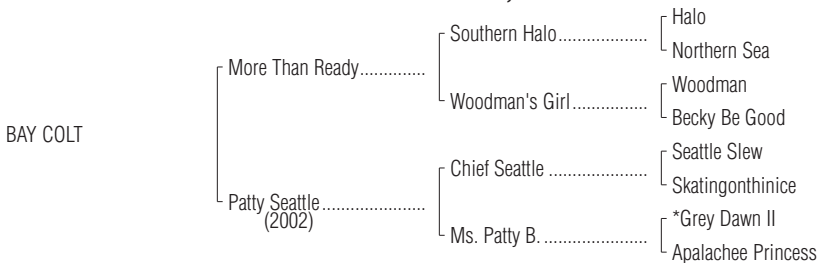 Halo
Southern Halo...................
Northern Sea
More Than Ready..............
Woodman
Woodman's Girl................
Becky Be Good
BAY COLT
Seattle Slew
Chief Seattle .....................
Skatingonthinice
Patty Seattle......................
(2002)
*Grey Dawn II
Ms. Patty B. ......................
Apalachee Princess